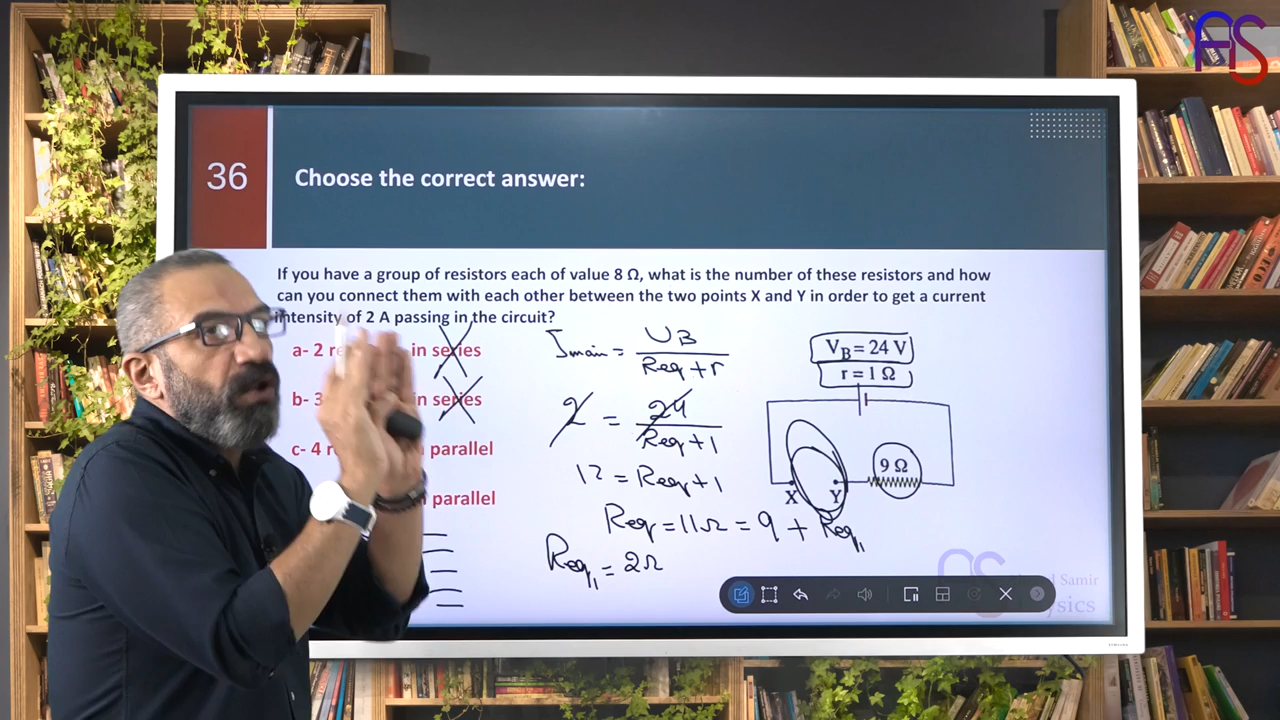 AS
36
Choose the correct answer:
If you have a group of resistors each of value 8 Ω, what is the number of these resistors and how
can you connect them with each other between the two points X and Y in order to get a current
intensity of 2 A passing in the circuit?
a- 2 in series
b- 3 in series
c- 4 parallel
parallel
Imain = VB / Req + r
2 = 24 / Req + 1
12 = Req + 1
Req = 11Ω = 9 + Req1
Req1 = 2Ω
VB = 24 V
r = 1 Ω
9 Ω
X
Y
Samir